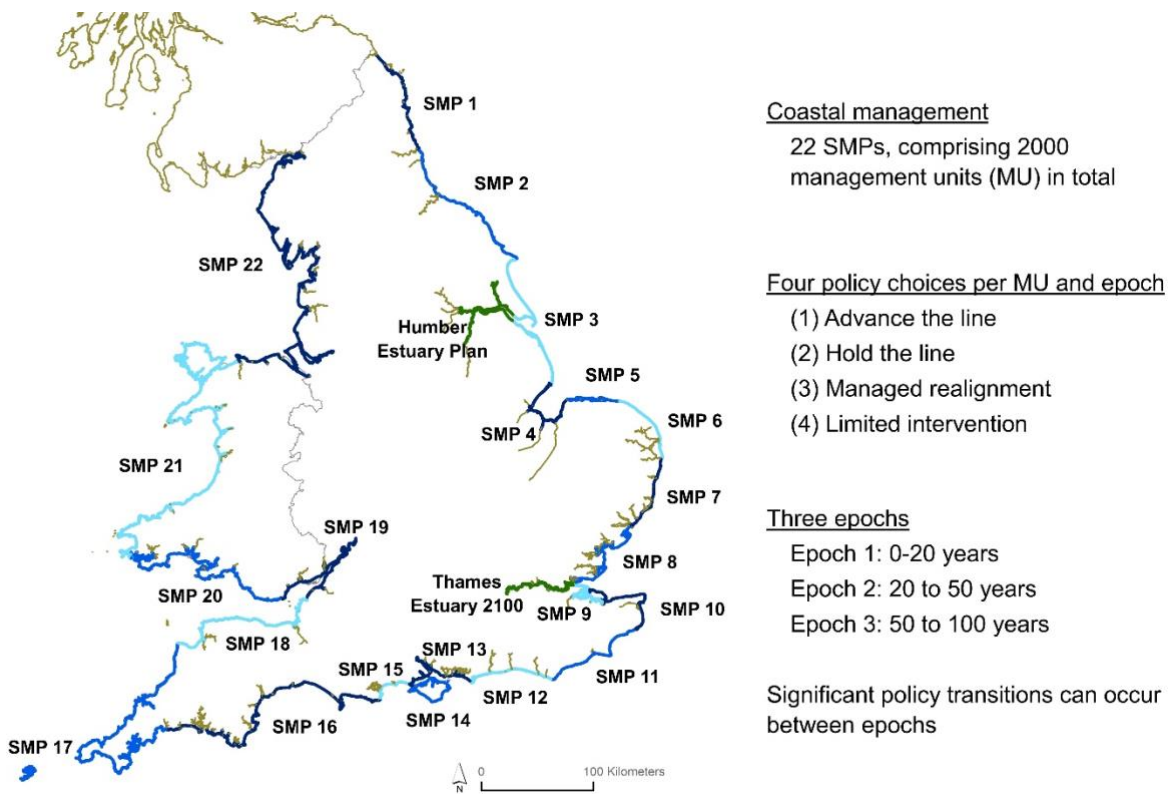 SMP 1
SMP 2
SMP 22
SMP 3
Humber
Estuary Plan
SMP 5
SMP 4
SMP 6
SMP 21
SMP 7
SMP 19
SMP 8
SMP 20
Thames
Estuary 2100
SMP 9
SMP 10
SMP 18
SMP 13
SMP 15
SMP 11
SMP 12
SMP 14
SMP 16
SMP 17
N
0
100 Kilometers
Coastal management
22 SMPs, comprising 2000
management units (MU) in total
Four policy choices per MU and epoch
(1) Advance the line
(2) Hold the line
(3) Managed realignment
(4) Limited intervention
Three epochs
Epoch 1: 0-20 years
Epoch 2: 20 to 50 years
Epoch 3: 50 to 100 years
Significant policy transitions can occur
between epochs